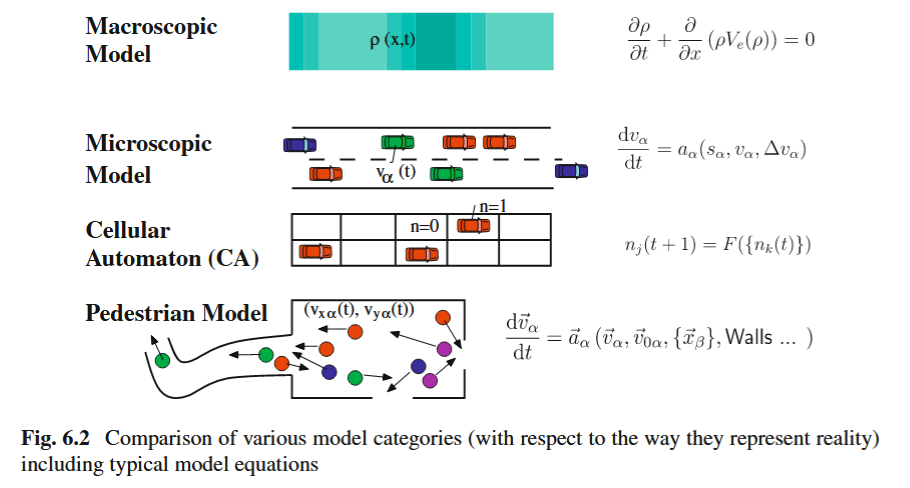 Macroscopic
Model
ρ (x,t)
∂ρ/∂t + ∂/∂x (ρVₑ(ρ)) = 0
Microscopic
Model
v_α (t)
dv_α/dt = a_α(s_α, v_α, Δv_α)
Cellular
Automaton (CA)
n=1
n=0
n_j(t + 1) = F({n_k(t)})
Pedestrian Model
(v_xα(t), v_yα(t))
dv⃗_α/dt = a⃗_α (v⃗_α, v⃗_0α, {x⃗_β}, Walls ... )
Fig. 6.2 Comparison of various model categories (with respect to the way they represent reality)
including typical model equations